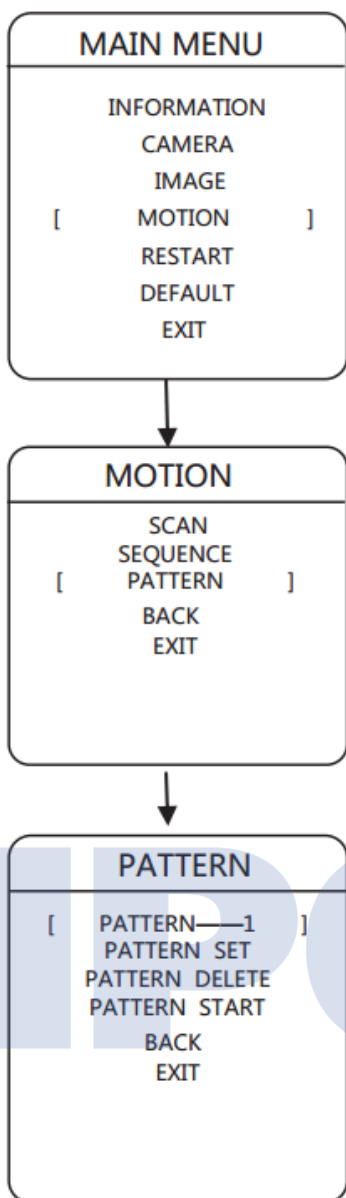 MAIN MENU
INFORMATION
CAMERA
IMAGE
[ MOTION ]
RESTART
DEFAULT
EXIT
MOTION
SCAN
SEQUENCE
[ PATTERN ]
BACK
EXIT
PATTERN
[ PATTERN——1 ]
PATTERN SET
PATTERN DELETE
PATTERN START
BACK
EXIT